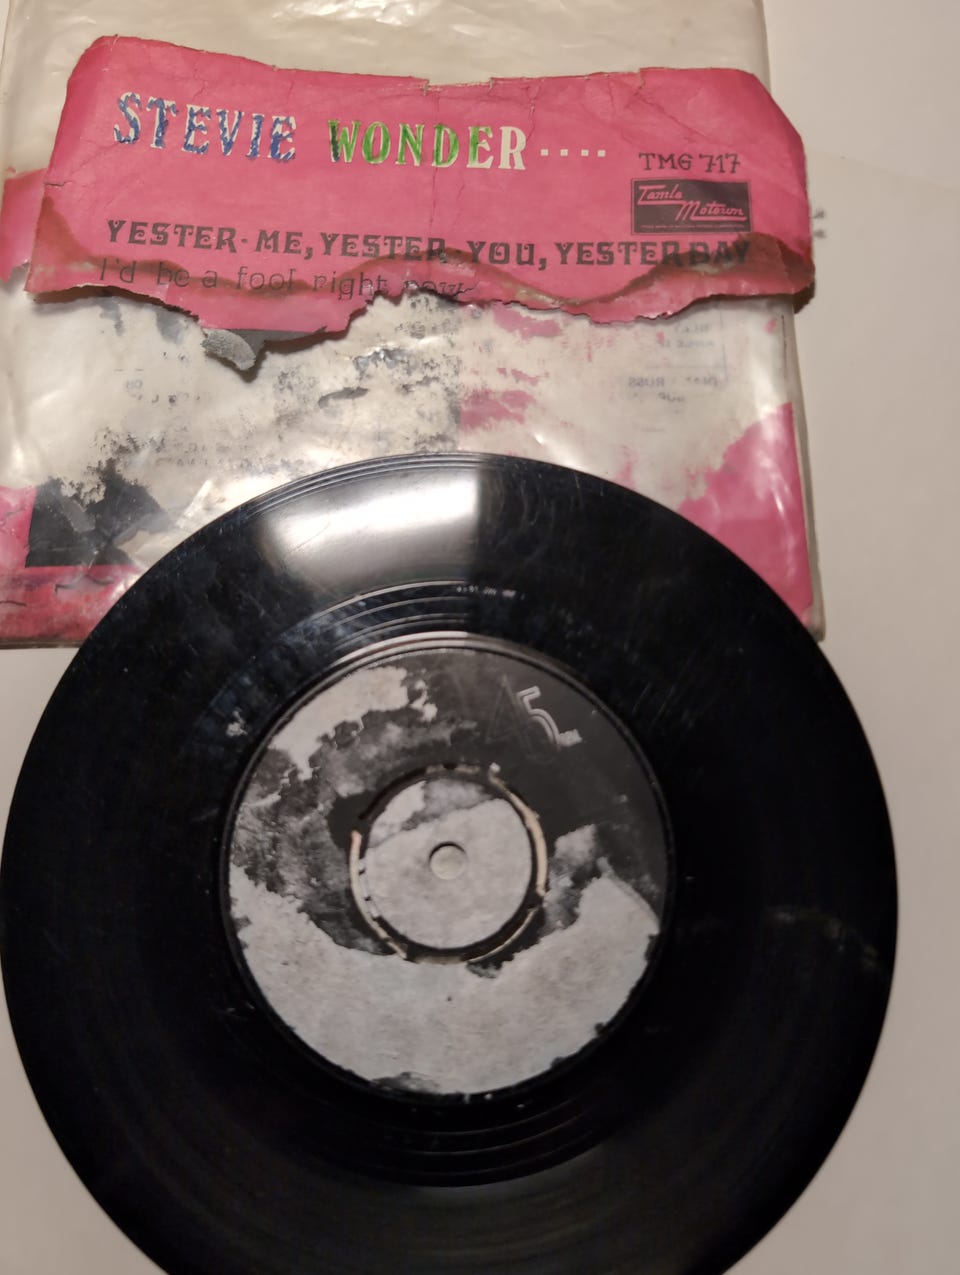 STEVIE WONDER....
TMG 717
Tamla
Motown
YESTER-ME, YESTER-YOU, YESTERDAY
I'd be a fool right now
45